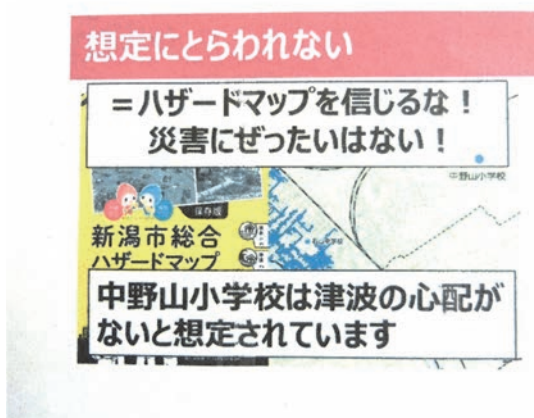 想定にとらわれない
=ハザードマップを信じるな!
災害にぜったいはない!
中野山小学校
保存版
新潟市総合
ハザードマップ
中野山小学校は津波の心配が
ないと想定されています